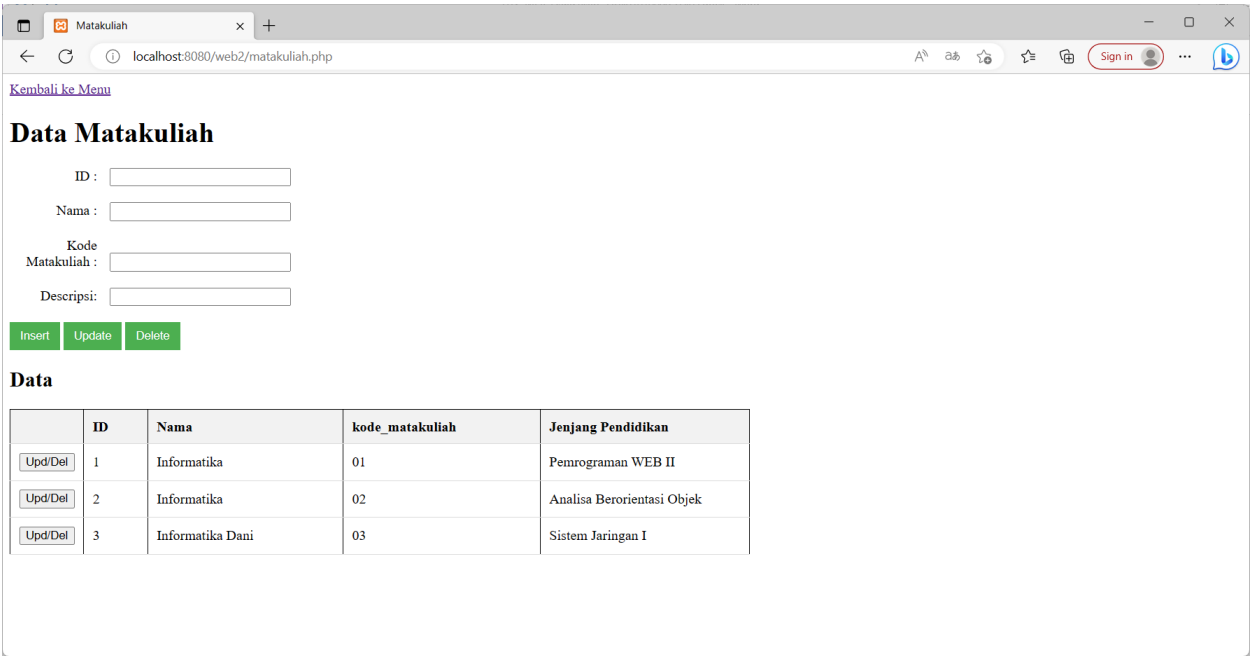 Matakuliah
localhost:8080/web2/matakuliah.php
Sign in
Kembali ke Menu
Data Matakuliah
ID :
Nama :
Kode
Matakuliah :
Descripsi:
Insert Update Delete
Data
ID Nama kode_matakuliah Jenjang Pendidikan
Upd/Del 1 Informatika 01 Pemrograman WEB II
Upd/Del 2 Informatika 02 Analisa Berorientasi Objek
Upd/Del 3 Informatika Dani 03 Sistem Jaringan I